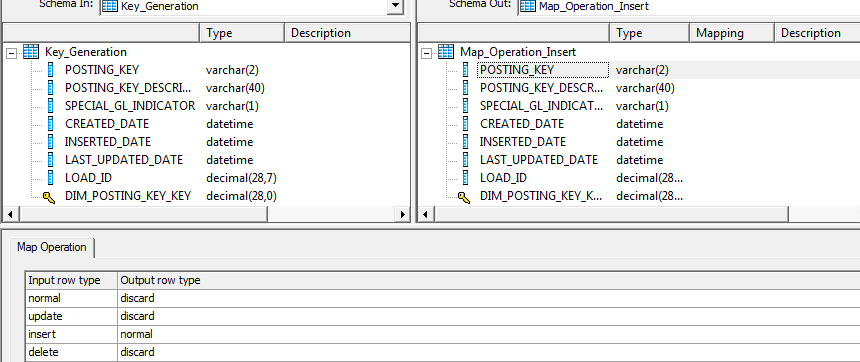 Schema In: Key_Generation
Schema Out: Map_Operation_Insert
Type Description
Key_Generation
POSTING_KEY varchar(2)
POSTING_KEY_DESCRI... varchar(40)
SPECIAL_GL_INDICATOR varchar(1)
CREATED_DATE datetime
INSERTED_DATE datetime
LAST_UPDATED_DATE datetime
LOAD_ID decimal(28,7)
DIM_POSTING_KEY_KEY decimal(28,0)
Type Mapping Description
Map_Operation_Insert
POSTING_KEY varchar(2)
POSTING_KEY_DESCR... varchar(40)
SPECIAL_GL_INDICAT... varchar(1)
CREATED_DATE datetime
INSERTED_DATE datetime
LAST_UPDATED_DATE datetime
LOAD_ID decimal(28...
DIM_POSTING_KEY_K... decimal(28...
Map Operation
Input row type Output row type
normal discard
update discard
insert normal
delete discard